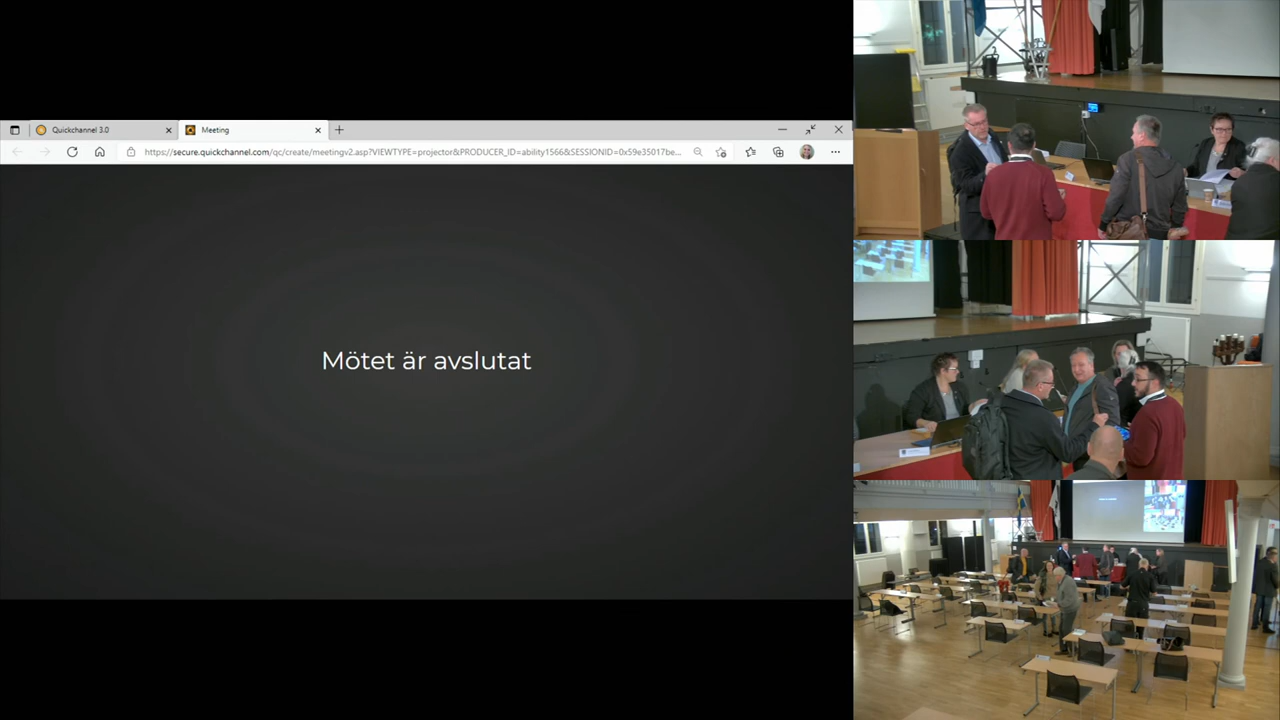 Quickchannel 3.0
Meeting
https://secure.quickchannel.com/qc/create/meetingv2.asp?VIEWTYPE=projector&PRODUCER_ID=ability1566&SESSIONID=0x59e35017be...
Mötet är avslutat